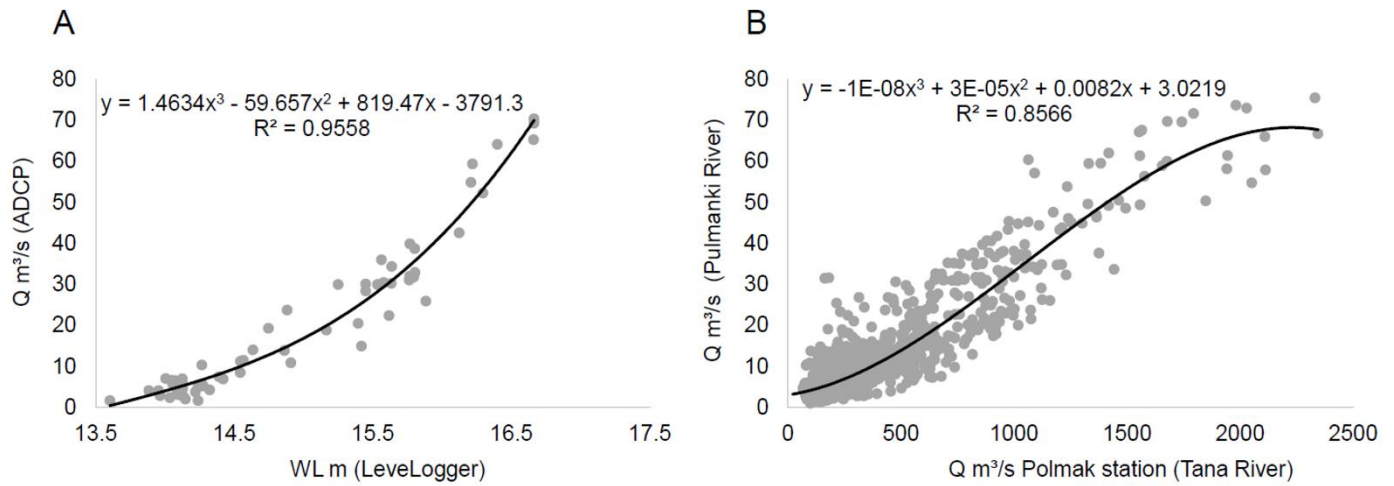 A
80
70
60
50
40
30
20
10
0
Q m³/s (ADCP)
y = 1.4634x³ - 59.657x² + 819.47x - 3791.3
R² = 0.9558
13.5 14.5 15.5 16.5 17.5
WL m (LeveLogger)
B
80
70
60
50
40
30
20
10
0
Q m³/s (Pulmanki River)
y = -1E-08x³ + 3E-05x² + 0.0082x + 3.0219
R² = 0.8566
0 500 1000 1500 2000 2500
Q m³/s Polmak station (Tana River)